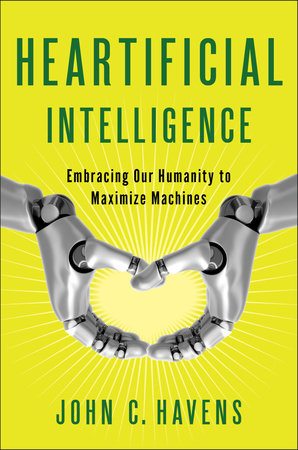 HEARTIFICIAL
INTELLIGENCE
Embracing Our Humanity to
Maximize Machines
JOHN C. HAVENS